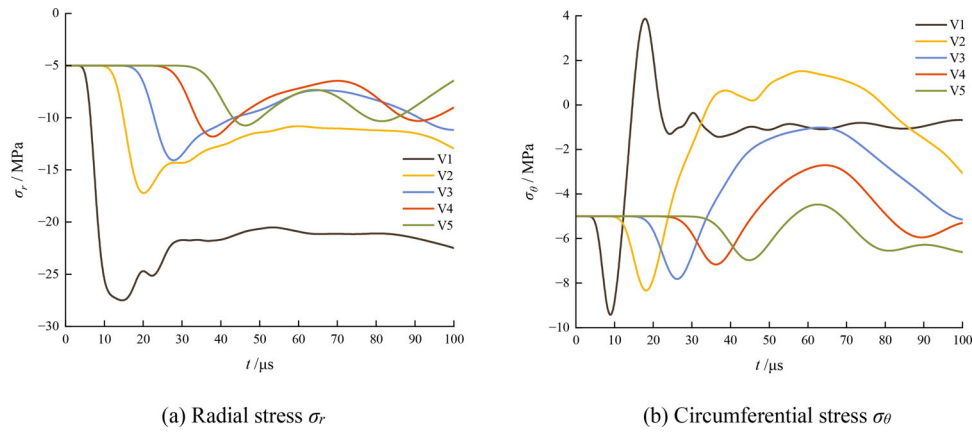 0
−5
−10
−15
−20
−25
−30
σr / MPa
V1
V2
V3
V4
V5
0 10 20 30 40 50 60 70 80 90 100
t /μs
(a) Radial stress σr
4
2
0
−2
−4
−6
−8
−10
σθ / MPa
V1
V2
V3
V4
V5
0 10 20 30 40 50 60 70 80 90 100
t /μs
(b) Circumferential stress σθ